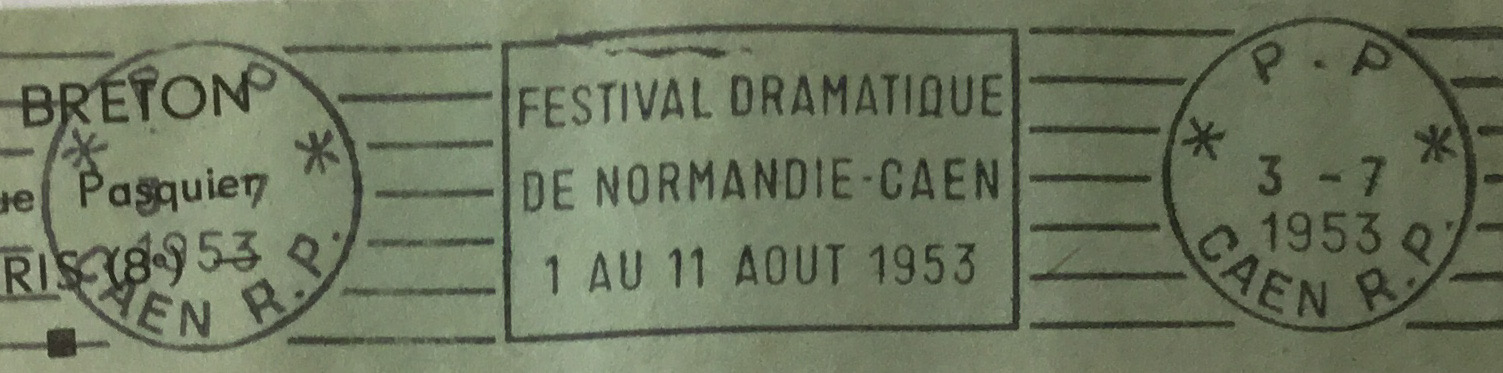 BRETON
Pasquier
RIS (8e)
P
1953
CAEN R.P.
FESTIVAL DRAMATIQUE
DE NORMANDIE-CAEN
1 AU 11 AOUT 1953
P.P
* *
3 -7
1953
CAEN R.P.